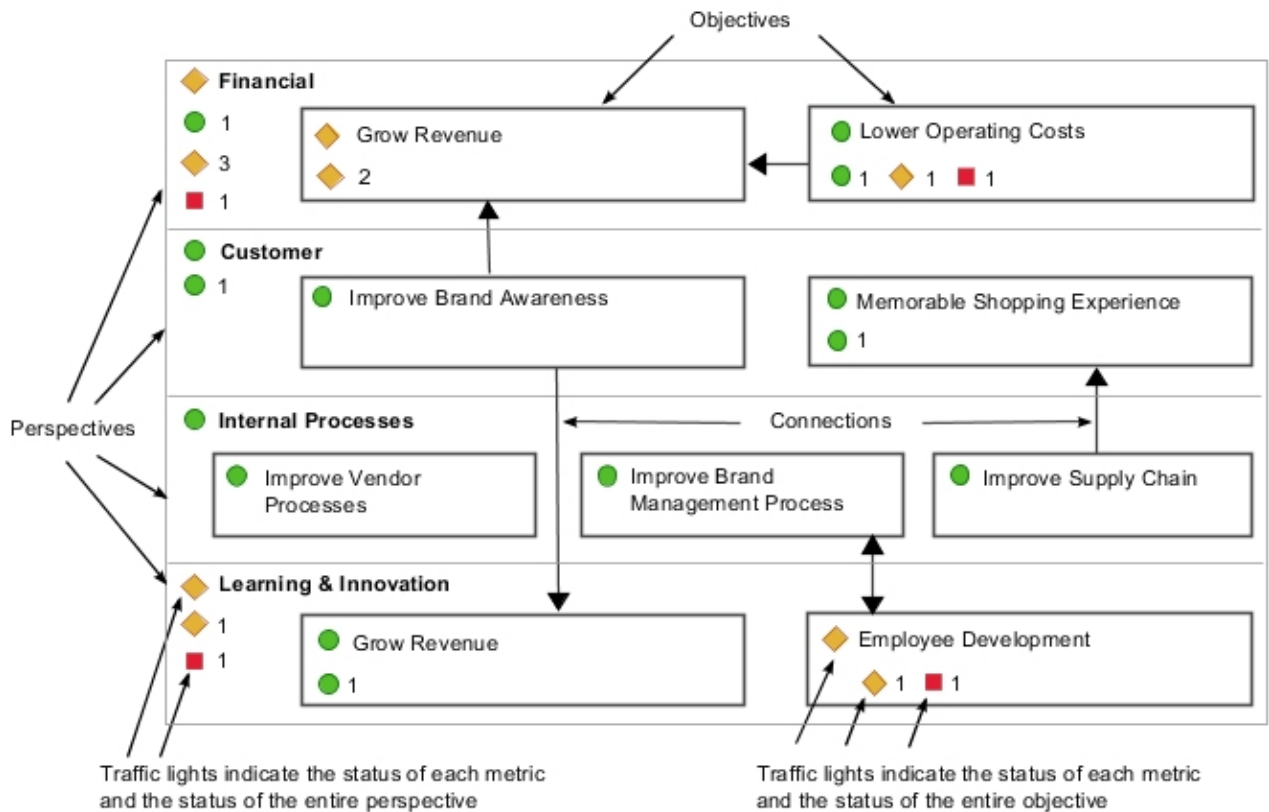 Objectives
Financial
1
3
1
Grow Revenue
2
Lower Operating Costs
1 1 1
Customer
1
Improve Brand Awareness
Memorable Shopping Experience
1
Perspectives
Internal Processes
Connections
Improve Vendor
Processes
Improve Brand
Management Process
Improve Supply Chain
Learning & Innovation
1
1
Grow Revenue
1
Employee Development
1 1
Traffic lights indicate the status of each metric
and the status of the entire perspective
Traffic lights indicate the status of each metric
and the status of the entire objective